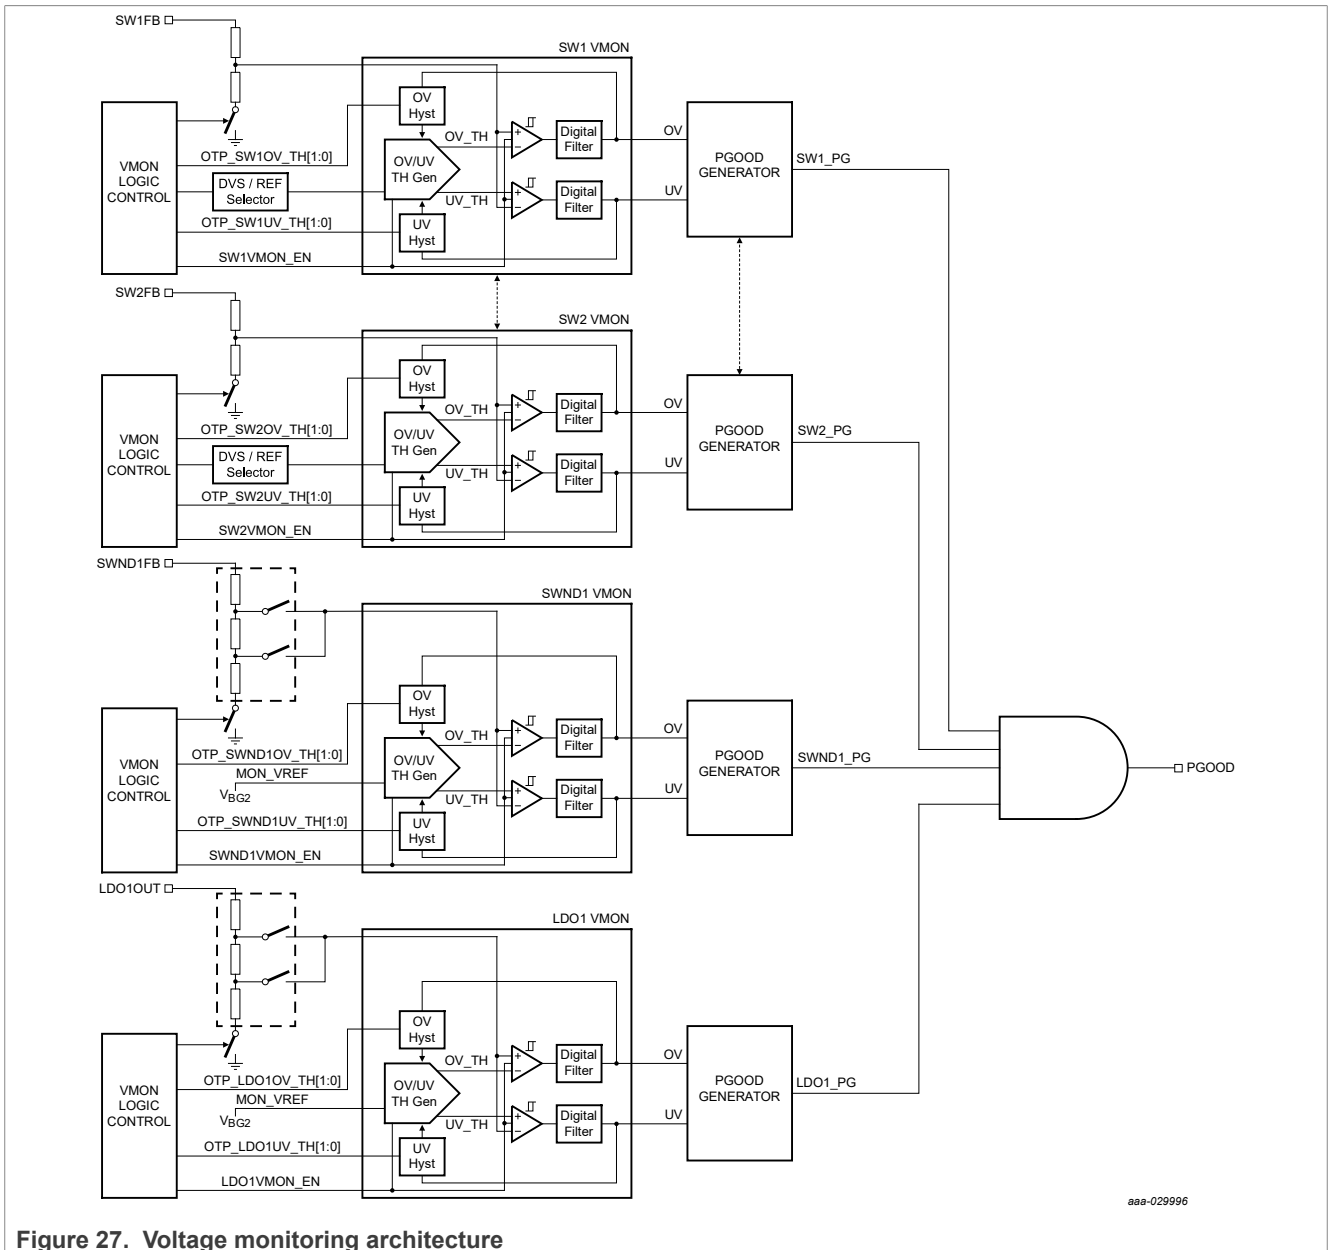 SW1FB
SW1 VMON
VMON
LOGIC
CONTROL
OTP_SW1OV_TH[1:0]
DVS / REF
Selector
OTP_SW1UV_TH[1:0]
SW1VMON_EN
OV
Hyst
OV/UV
TH Gen
UV
Hyst
OV_TH
UV_TH
+
−
+
−
Digital
Filter
Digital
Filter
OV
UV
PGOOD
GENERATOR
SW1_PG
SW2FB
SW2 VMON
VMON
LOGIC
CONTROL
OTP_SW2OV_TH[1:0]
DVS / REF
Selector
OTP_SW2UV_TH[1:0]
SW2VMON_EN
OV
Hyst
OV/UV
TH Gen
UV
Hyst
OV_TH
UV_TH
+
−
+
−
Digital
Filter
Digital
Filter
OV
UV
PGOOD
GENERATOR
SW2_PG
SWND1FB
SWND1 VMON
VMON
LOGIC
CONTROL
OTP_SWND1OV_TH[1:0]
MON_VREF
VBG2
OTP_SWND1UV_TH[1:0]
SWND1VMON_EN
OV
Hyst
OV/UV
TH Gen
UV
Hyst
OV_TH
UV_TH
+
−
+
−
Digital
Filter
Digital
Filter
OV
UV
PGOOD
GENERATOR
SWND1_PG
PGOOD
LDO1OUT
LDO1 VMON
VMON
LOGIC
CONTROL
OTP_LDO1OV_TH[1:0]
MON_VREF
VBG2
OTP_LDO1UV_TH[1:0]
LDO1VMON_EN
OV
Hyst
OV/UV
TH Gen
UV
Hyst
OV_TH
UV_TH
+
−
+
−
Digital
Filter
Digital
Filter
OV
UV
PGOOD
GENERATOR
LDO1_PG
aaa-029996
Figure 27. Voltage monitoring architecture